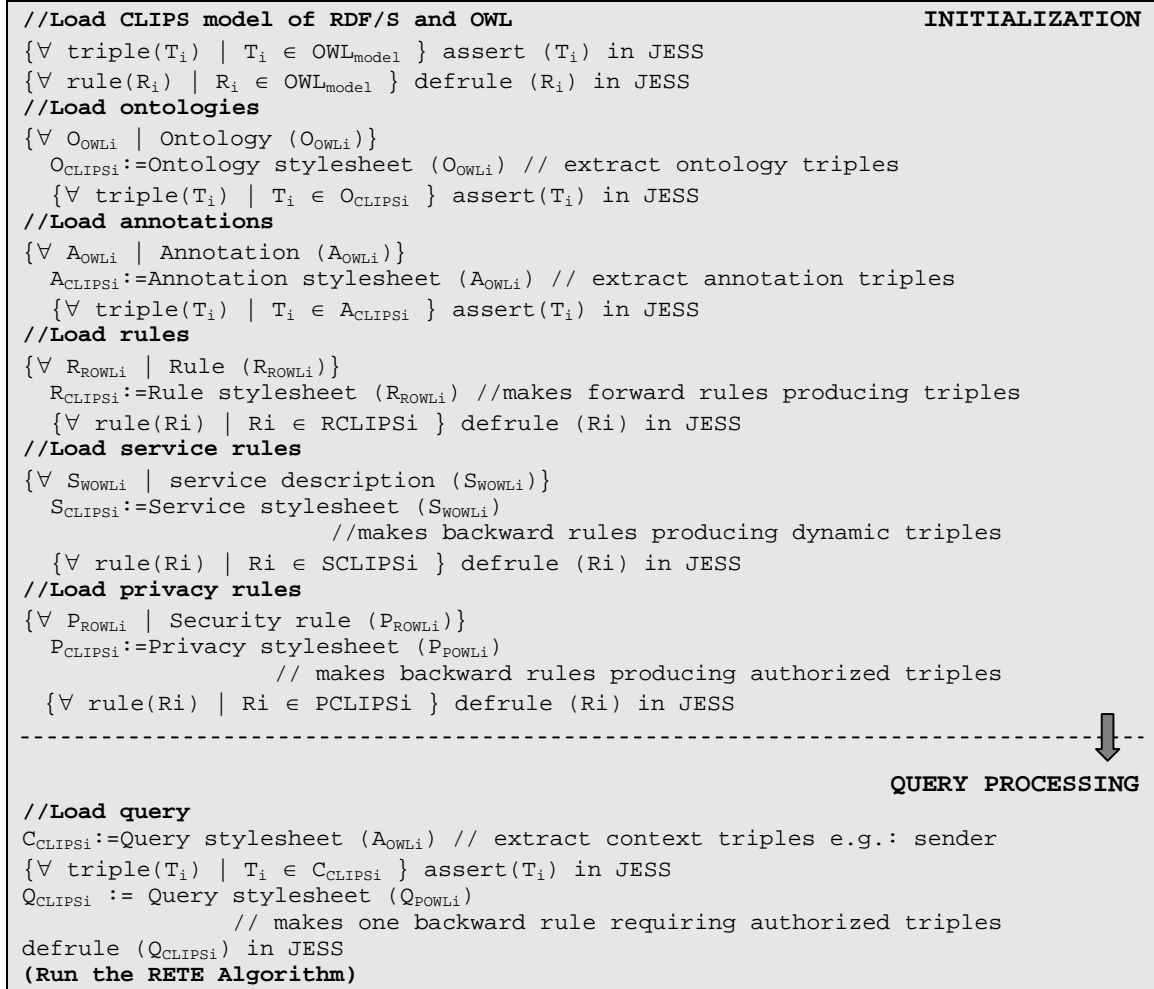 //Load CLIPS model of RDF/S and OWL INITIALIZATION
{∀ triple(Ti) | Ti ∈ OWLmodel } assert (Ti) in JESS
{∀ rule(Ri) | Ri ∈ OWLmodel } defrule (Ri) in JESS
//Load ontologies
{∀ OOWLi | Ontology (OOWLi)}
OCLIPSi:=Ontology stylesheet (OOWLi) // extract ontology triples
{∀ triple(Ti) | Ti ∈ OCLIPSi } assert(Ti) in JESS
//Load annotations
{∀ AOWLi | Annotation (AOWLi)}
ACLIPSi:=Annotation stylesheet (AOWLi) // extract annotation triples
{∀ triple(Ti) | Ti ∈ ACLIPSi } assert(Ti) in JESS
//Load rules
{∀ RROWLi | Rule (RROWLi)}
RCLIPSi:=Rule stylesheet (RROWLi) //makes forward rules producing triples
{∀ rule(Ri) | Ri ∈ RCLIPSi } defrule (Ri) in JESS
//Load service rules
{∀ SWOWLi | service description (SWOWLi)}
SCLIPSi:=Service stylesheet (SWOWLi)
//makes backward rules producing dynamic triples
{∀ rule(Ri) | Ri ∈ SCLIPSi } defrule (Ri) in JESS
//Load privacy rules
{∀ PROWLi | Security rule (PROWLi)}
PCLIPSi:=Privacy stylesheet (PPOWLi)
// makes backward rules producing authorized triples
{∀ rule(Ri) | Ri ∈ PCLIPSi } defrule (Ri) in JESS
QUERY PROCESSING
//Load query
CCLIPSi:=Query stylesheet (AOWLi) // extract context triples e.g.: sender
{∀ triple(Ti) | Ti ∈ CCLIPSi } assert(Ti) in JESS
QCLIPSi := Query stylesheet (QPOWLi)
// makes one backward rule requiring authorized triples
defrule (QCLIPSi) in JESS
(Run the RETE Algorithm)